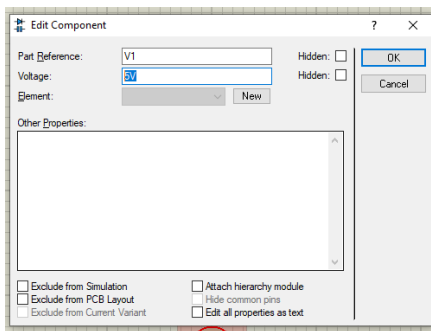 Edit Component
?
Part Reference: V1 Hidden:
Voltage: 5V Hidden:
Element: New
Other Properties:
OK
Cancel
Exclude from Simulation Attach hierarchy module
Exclude from PCB Layout Hide common pins
Exclude from Current Variant Edit all properties as text